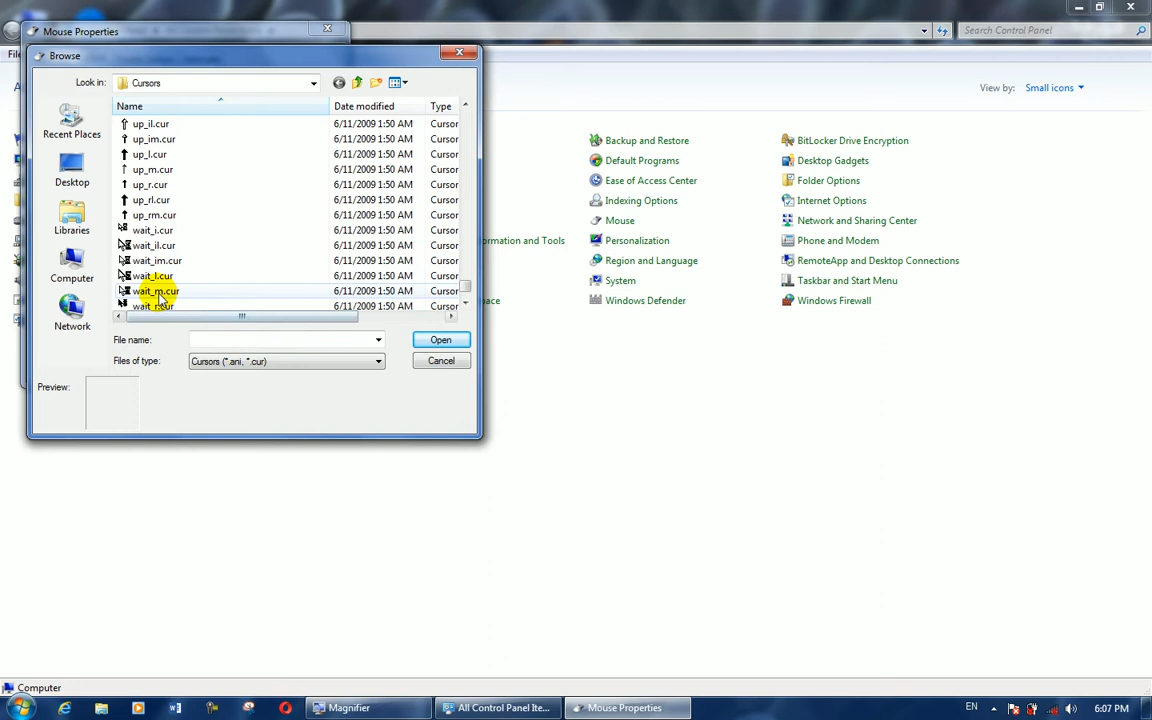 Mouse Properties
Search Control Panel
Browse
Look in: Cursors
View by: Small icons
Name Date modified Type
Recent Places
Desktop
Libraries
Computer
Network
up_il.cur 6/11/2009 1:50 AM Cursor
up_im.cur 6/11/2009 1:50 AM Cursor
up_l.cur 6/11/2009 1:50 AM Cursor
up_m.cur 6/11/2009 1:50 AM Cursor
up_r.cur 6/11/2009 1:50 AM Cursor
up_rl.cur 6/11/2009 1:50 AM Cursor
up_rm.cur 6/11/2009 1:50 AM Cursor
wait_i.cur 6/11/2009 1:50 AM Cursor
wait_il.cur 6/11/2009 1:50 AM Cursor
wait_im.cur 6/11/2009 1:50 AM Cursor
wait_l.cur 6/11/2009 1:50 AM Cursor
wait_m.cur 6/11/2009 1:50 AM Cursor
wait_r.cur 6/11/2009 1:50 AM Cursor
File name: Open
Files of type: Cursors (*.ani, *.cur) Cancel
Preview:
Backup and Restore BitLocker Drive Encryption
Default Programs Desktop Gadgets
Ease of Access Center Folder Options
Indexing Options Internet Options
Mouse Network and Sharing Center
Personalization Phone and Modem
Region and Language RemoteApp and Desktop Connections
System Taskbar and Start Menu
Windows Defender Windows Firewall
Computer
Magnifier All Control Panel Ite... Mouse Properties EN 6:07 PM